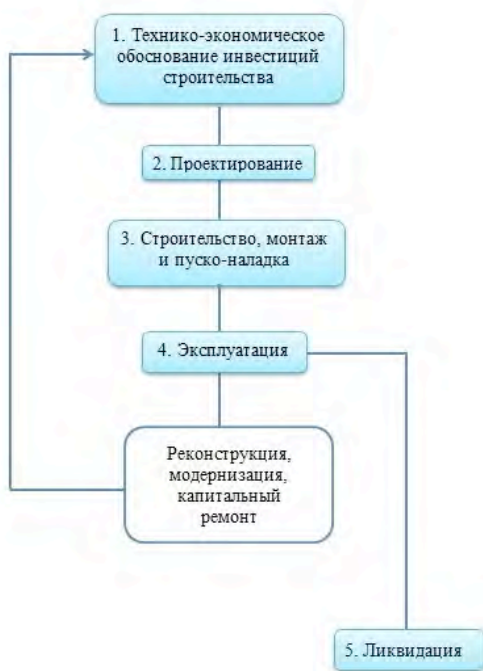 1. Технико-экономическое
обоснование инвестиций
строительства
2. Проектирование
3. Строительство, монтаж
и пуско-наладка
4. Эксплуатация
Реконструкция,
модернизация,
капитальный
ремонт
5. Ликвидация